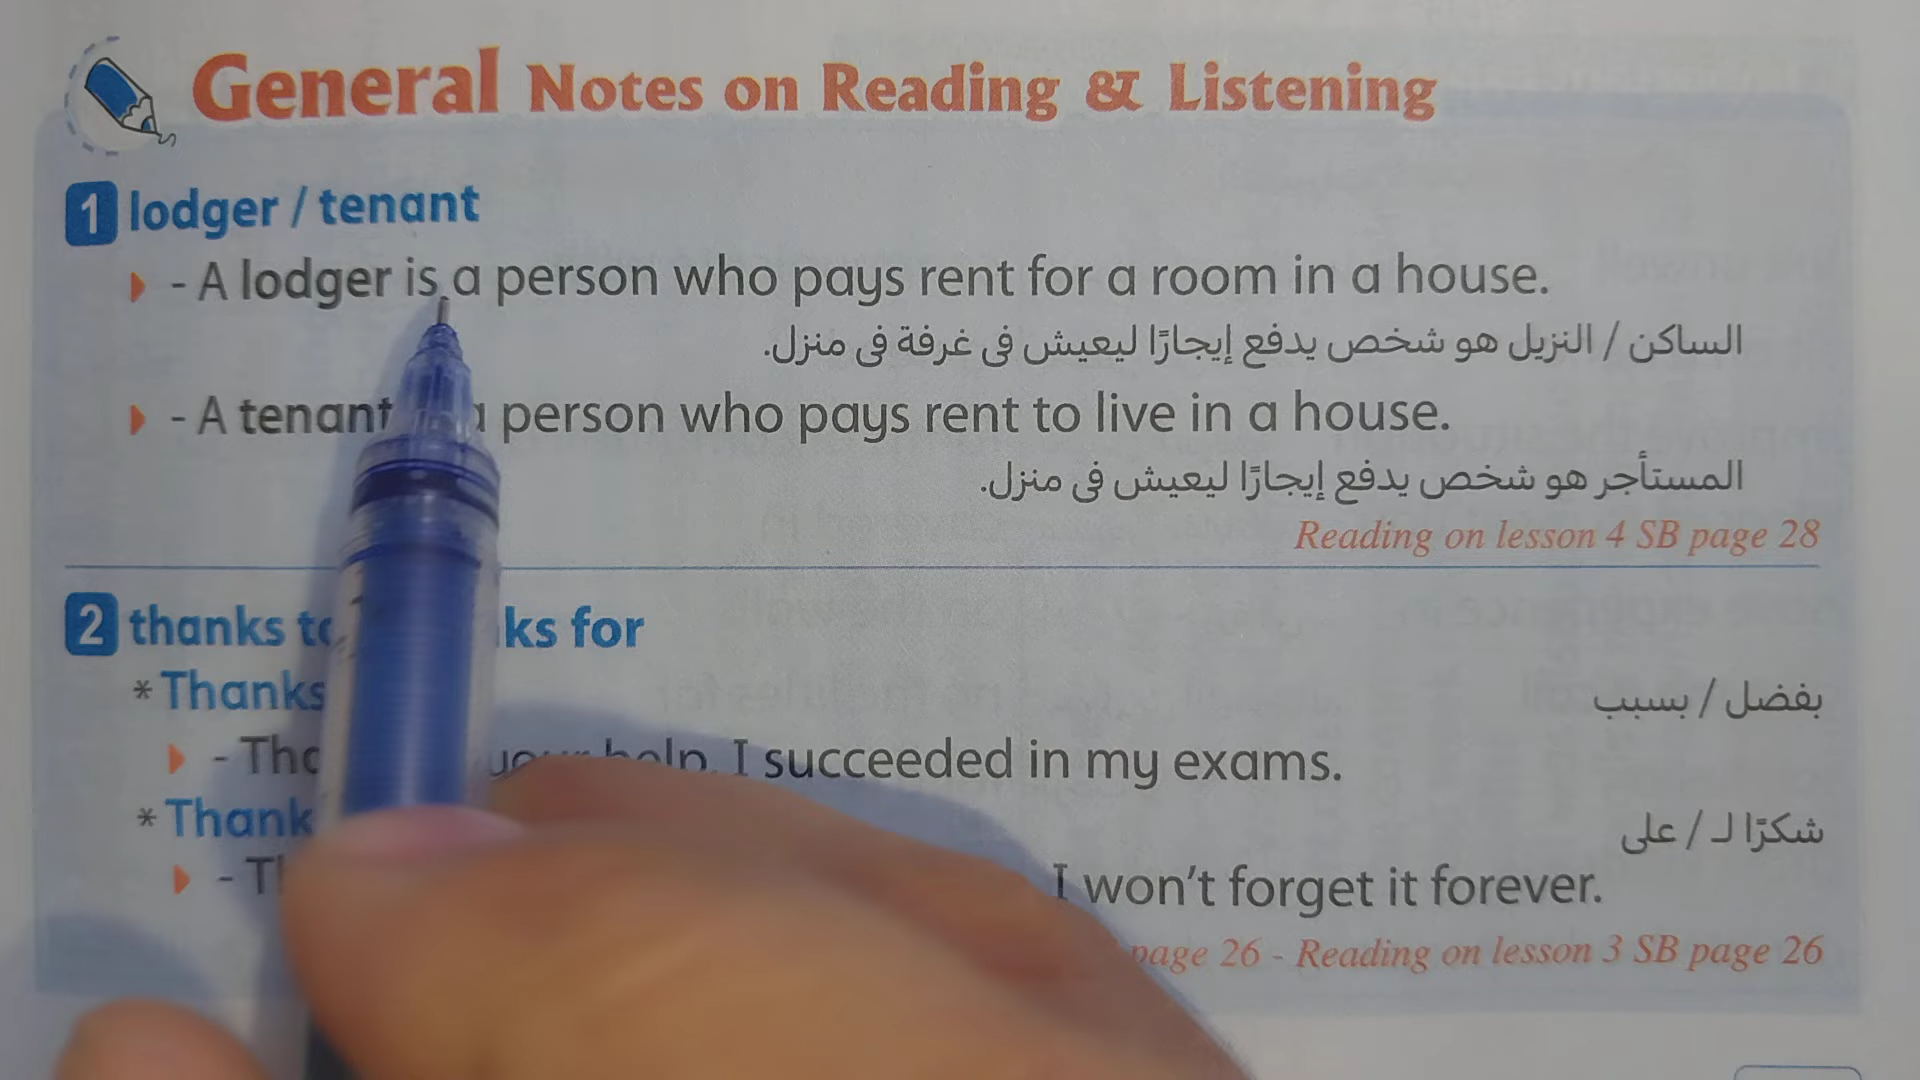 General Notes on Reading & Listening
1 lodger / tenant
- A lodger is a person who pays rent for a room in a house.
الساكن / النزيل هو شخص يدفع إيجارًا ليعيش فى غرفة فى منزل.
- A tenant a person who pays rent to live in a house.
المستأجر هو شخص يدفع إيجارًا ليعيش فى منزل.
Reading on lesson 4 SB page 28
2 thanks for
* Thanks
بفضل / بسبب
- your help, I succeeded in my exams.
* Thank
شكرًا لـ / على
- I won't forget it forever.
page 26 - Reading on lesson 3 SB page 26